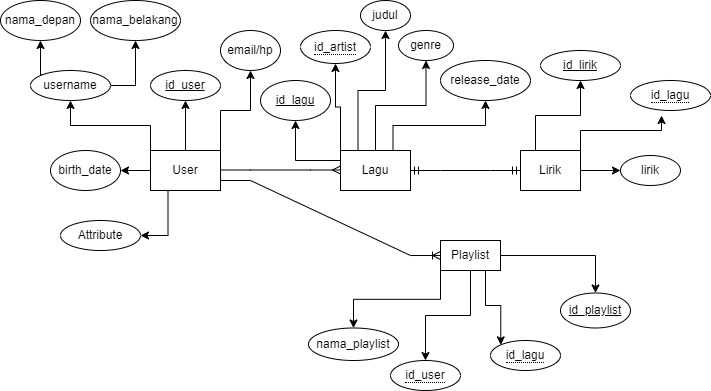 judul
nama_depan
nama_belakang
email/hp
id_artist
genre
id_lirik
username
id_user
id_lagu
release_date
id_lagu
birth_date
User
Lagu
Lirik
lirik
Attribute
Playlist
id_playlist
nama_playlist
id_lagu
id_user